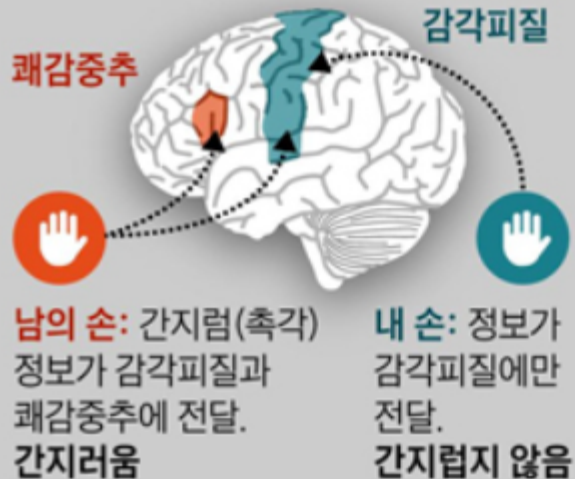 감각피질
쾌감중추
남의 손: 간지럼(촉각)
정보가 감각피질과
쾌감중추에 전달.
간지러움
내 손: 정보가
감각피질에만
전달.
간지럽지 않음